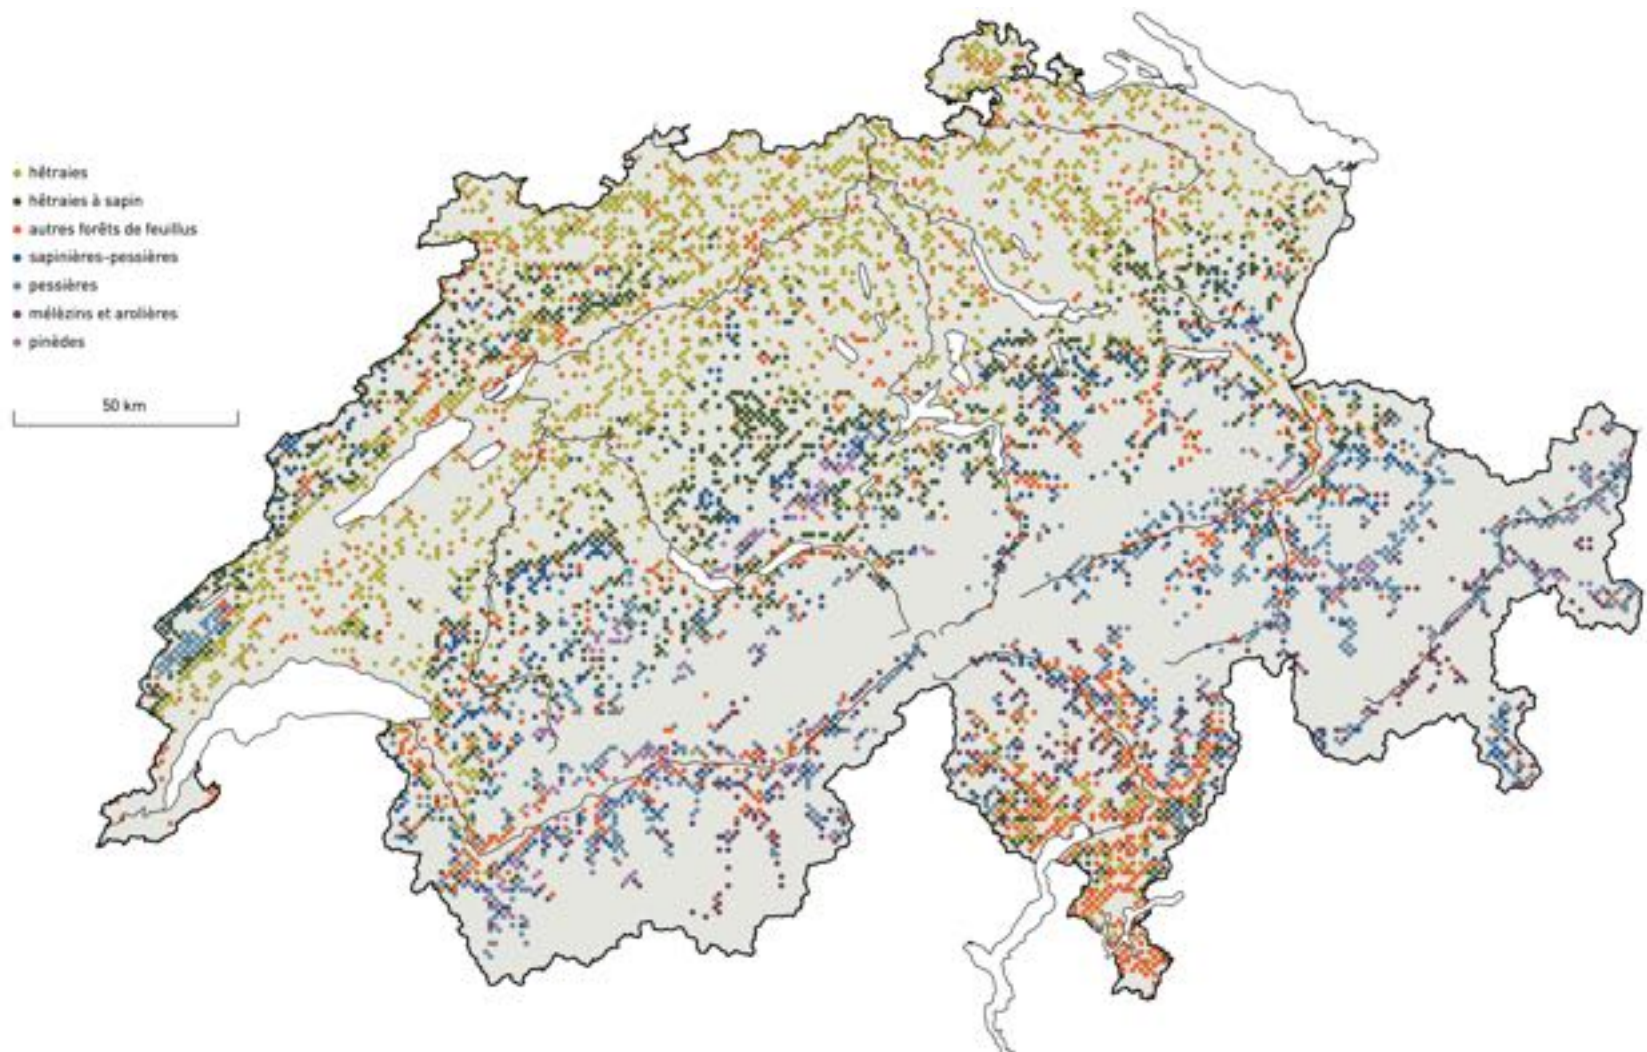 hêtraies
hêtraies à sapin
autres forêts de feuillus
sapinières-pessières
pessières
mélèzins et arolières
pinèdes
50 km